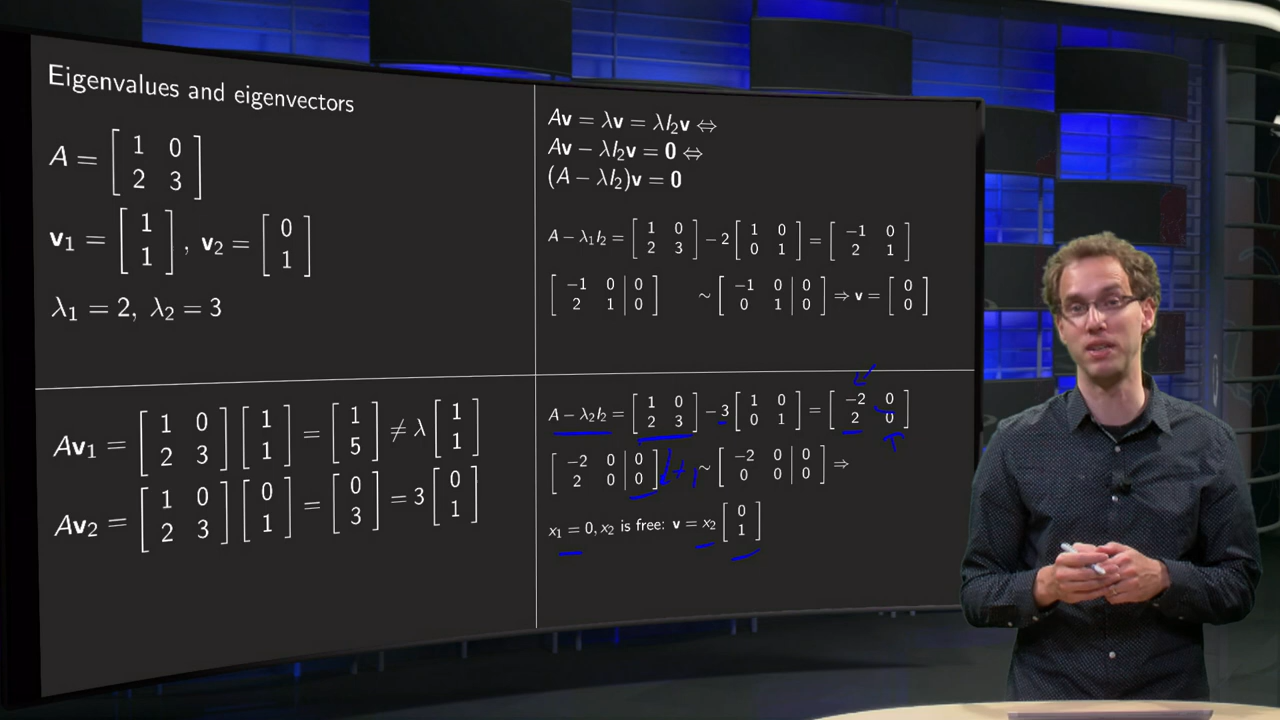 Eigenvalues and eigenvectors
A = [ 1 0 ; 2 3 ]
v₁ = [ 1 ; 1 ], v₂ = [ 0 ; 1 ]
λ₁ = 2, λ₂ = 3
Av = λv = λI₂v ⇔
Av − λI₂v = 0 ⇔
(A − λI₂)v = 0
A − λ₁I₂ = [ 1 0 ; 2 3 ] − 2 [ 1 0 ; 0 1 ] = [ −1 0 ; 2 1 ]
[ −1 0 | 0 ; 2 1 | 0 ] ~ [ −1 0 | 0 ; 0 1 | 0 ] ⇒ v = [ 0 ; 0 ]
Av₁ = [ 1 0 ; 2 3 ] [ 1 ; 1 ] = [ 1 ; 5 ] ≠ λ [ 1 ; 1 ]
Av₂ = [ 1 0 ; 2 3 ] [ 0 ; 1 ] = [ 0 ; 3 ] = 3 [ 0 ; 1 ]
A − λ₂I₂ = [ 1 0 ; 2 3 ] − 3 [ 1 0 ; 0 1 ] = [ −2 0 ; 2 0 ]
[ −2 0 | 0 ; 2 0 | 0 ] +1 ~ [ −2 0 | 0 ; 0 0 | 0 ] ⇒
x₁ = 0, x₂ is free: v = x₂ [ 0 ; 1 ]